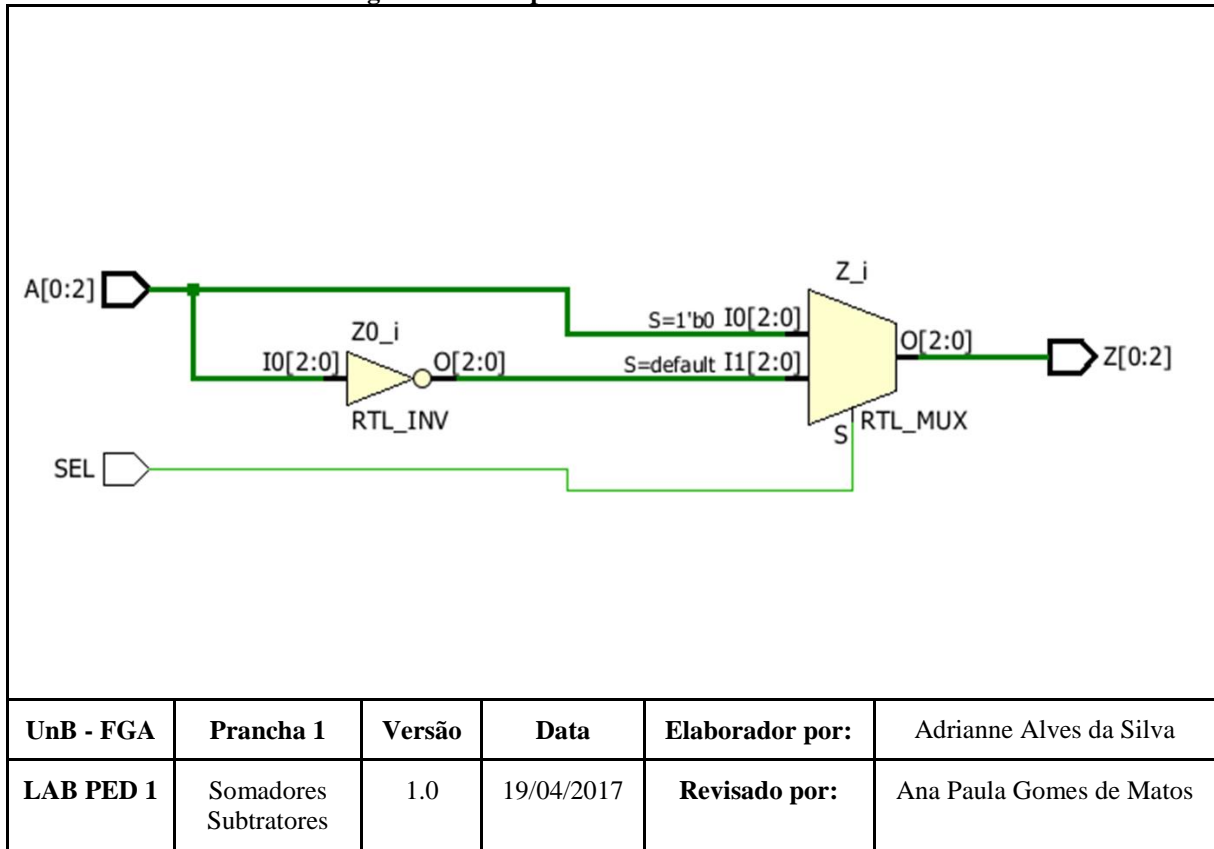 Z_i
A[0:2]
S=1'b0 I0[2:0]
Z0_i
O[2:0]
I0[2:0]
O[2:0]
S=default I1[2:0]
Z[0:2]
RTL_INV
S
RTL_MUX
SEL
UnB - FGA
Prancha 1
Versão
Data
Elaborador por:
Adrianne Alves da Silva
LAB PED 1
Somadores
Subtratores
1.0
19/04/2017
Revisado por:
Ana Paula Gomes de Matos